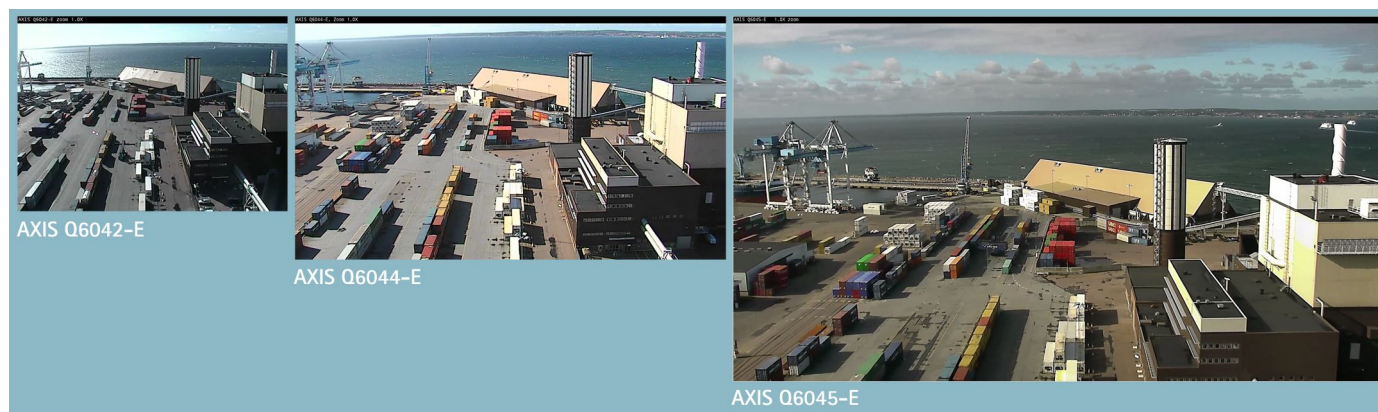 AXIS Q6042-E Zoom 1.0X
AXIS Q6044-E, Zoom 1.0X
AXIS Q6045-E 1.0X zoom
AXIS Q6042-E
AXIS Q6044-E
AXIS Q6045-E